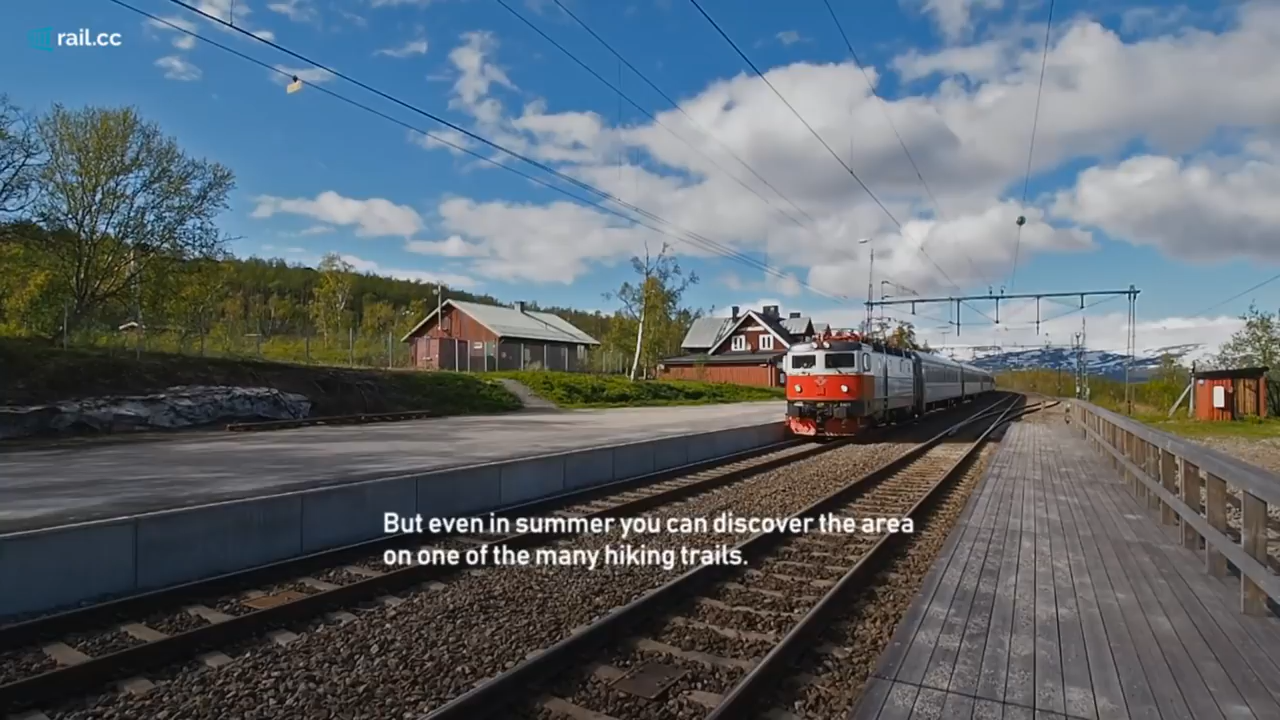 rail.cc
But even in summer you can discover the area
on one of the many hiking trails.